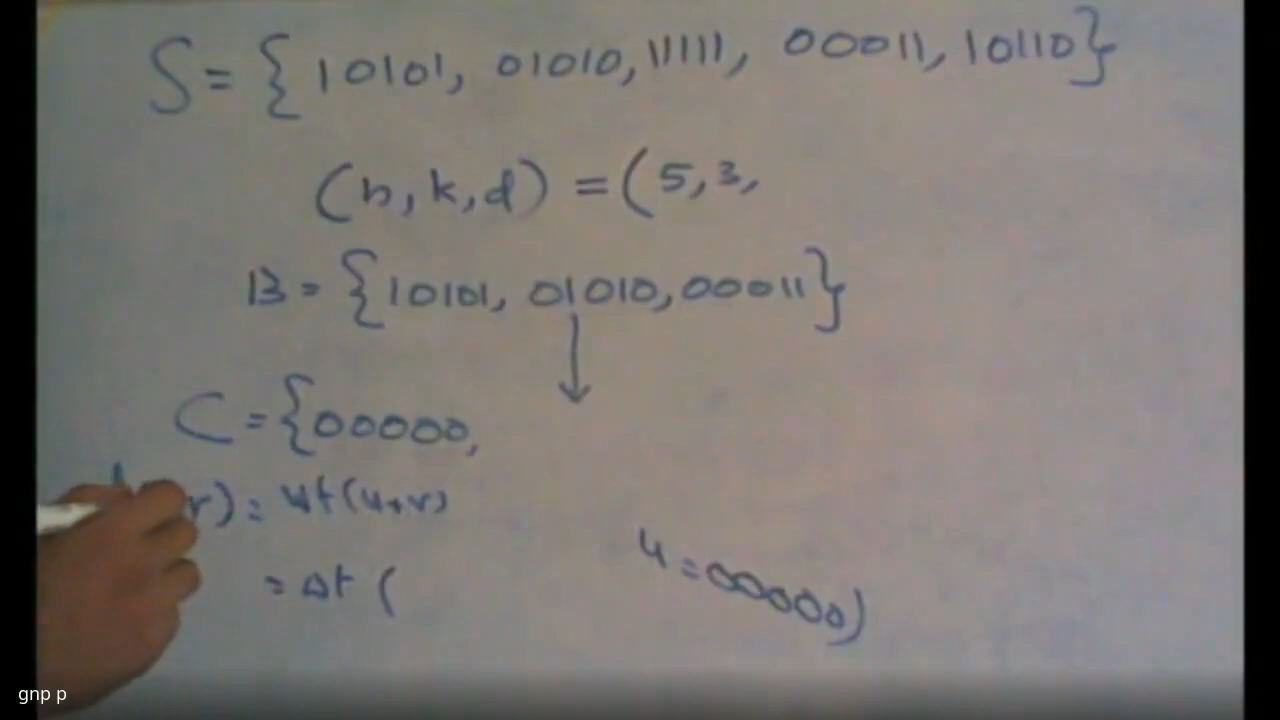 S = { 10101, 01010, 11111, 00011, 10110}
(n, k, d) = (5, 3,
B = {10101, 01010, 00011}
C = {00000,
v) = wt(u+v)
= wt (
u = 00000)
gnp p